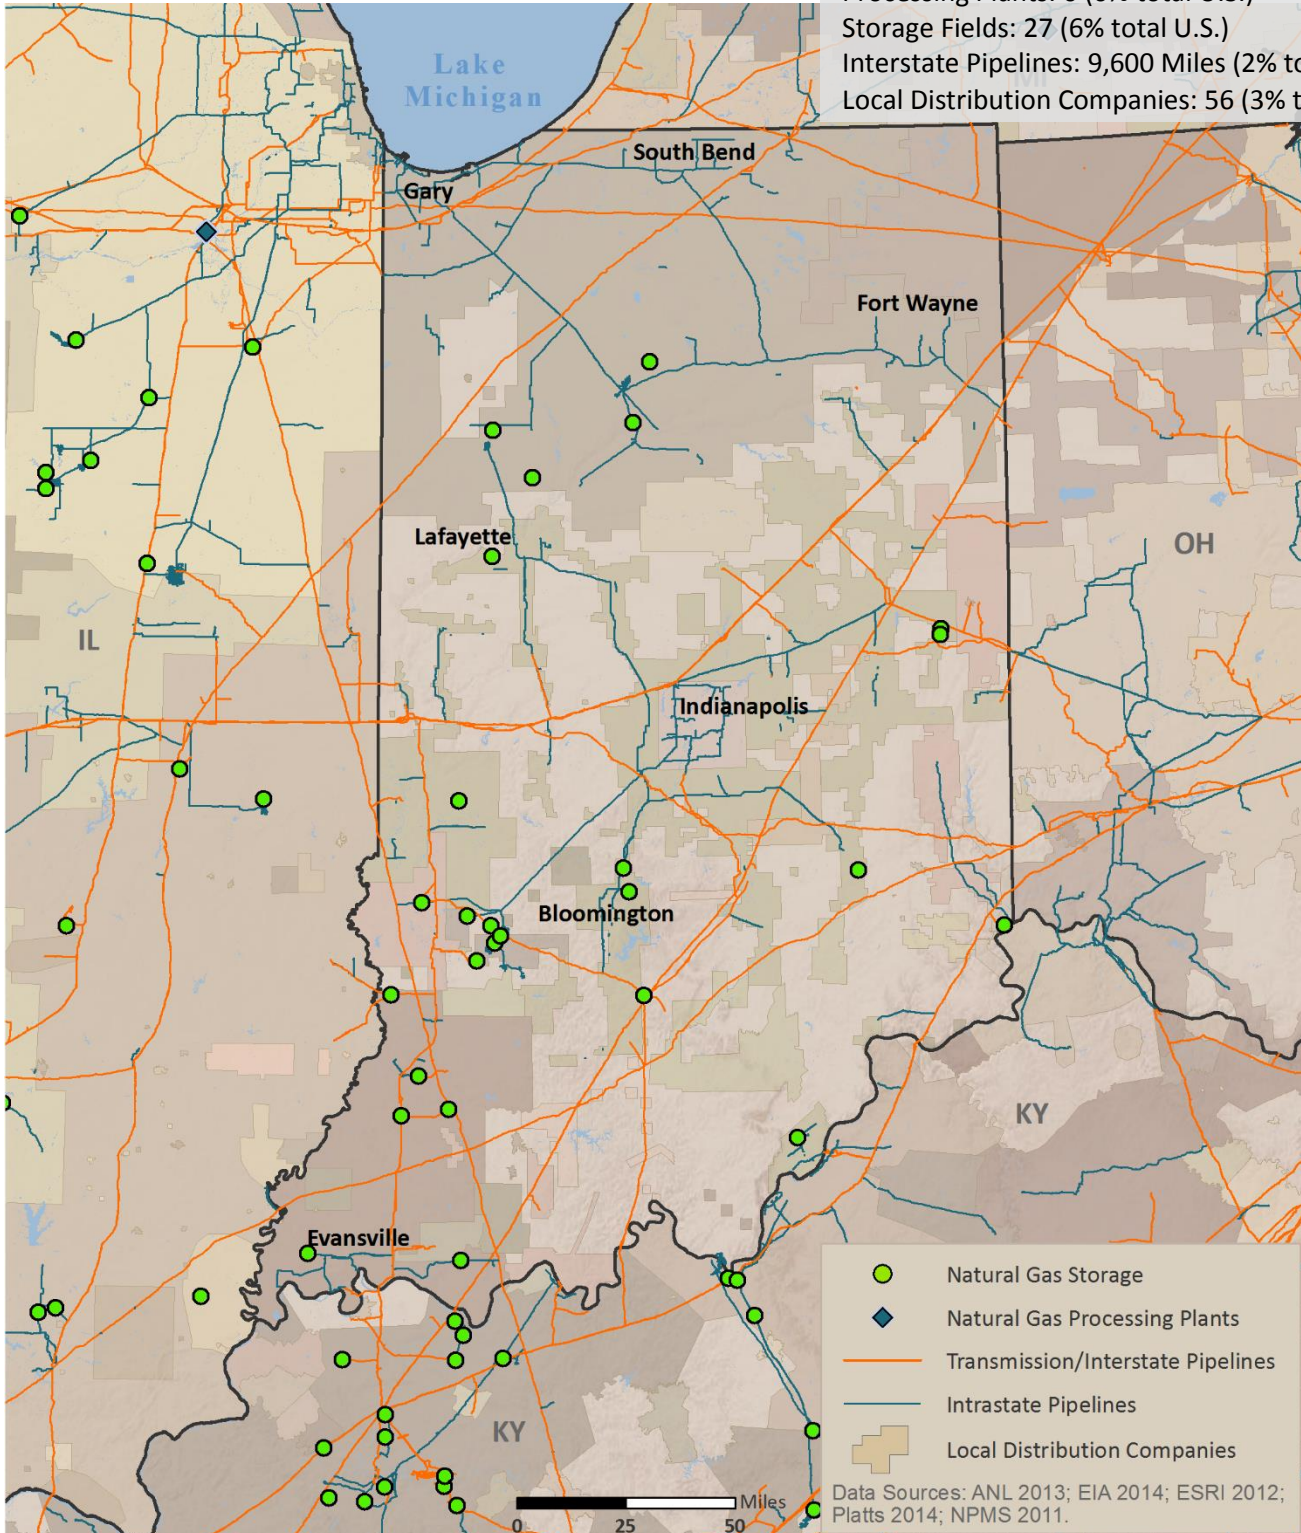 Storage Fields: 27 (6% total U.S.)
Interstate Pipelines: 9,600 Miles (2% to
Local Distribution Companies: 56 (3% t
MI
Lake
Michigan
South Bend
Gary
Fort Wayne
Lafayette
OH
IL
Indianapolis
Bloomington
KY
Evansville
KY
Natural Gas Storage
Natural Gas Processing Plants
Transmission/Interstate Pipelines
Intrastate Pipelines
Local Distribution Companies
Miles
0 25 50
Data Sources: ANL 2013; EIA 2014; ESRI 2012;
Platts 2014; NPMS 2011.